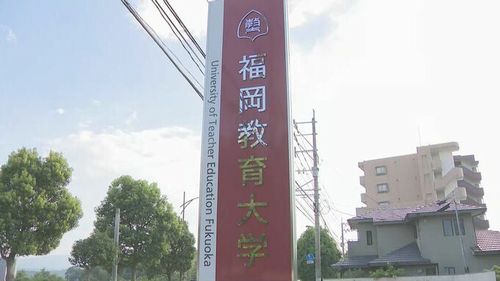 福岡教育大学
University of Teacher Education Fukuoka